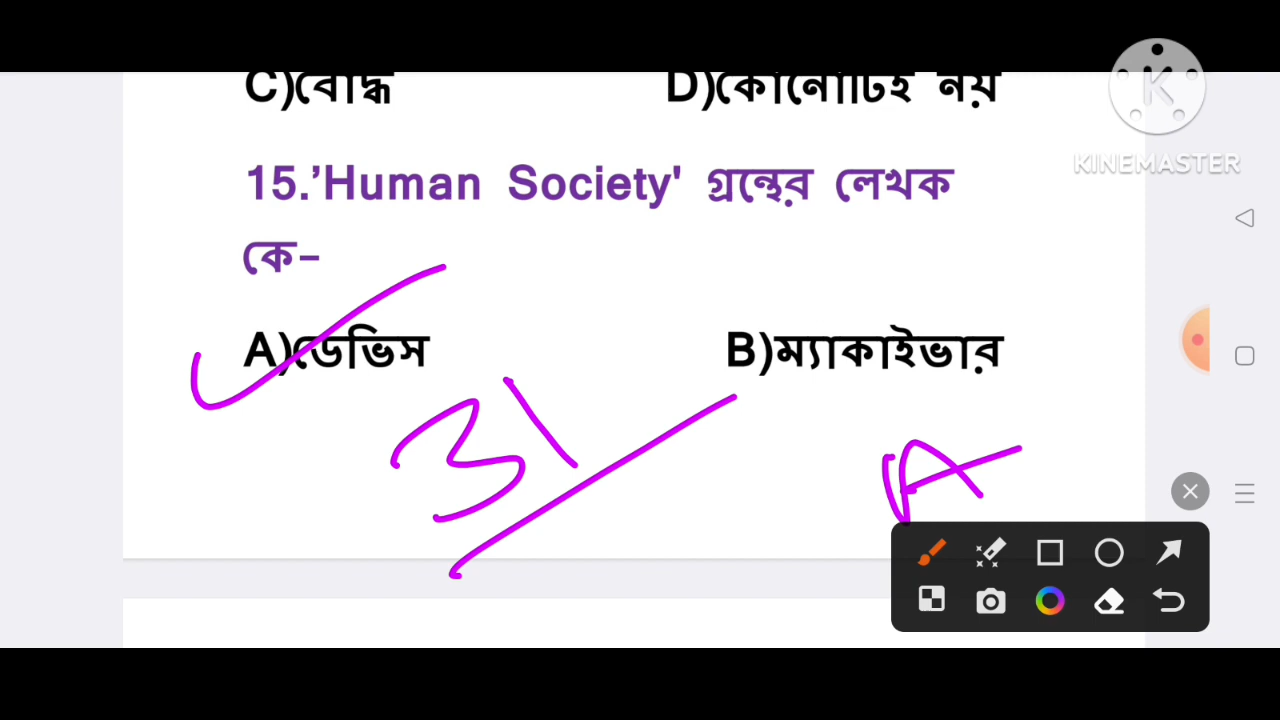 C)বৌদ্ধ D)কোনোটিই নয়
15.’Human Society' গ্রন্থের লেখক
কে-
A)ডেভিস B)ম্যাকাইভার
A
KINEMASTER